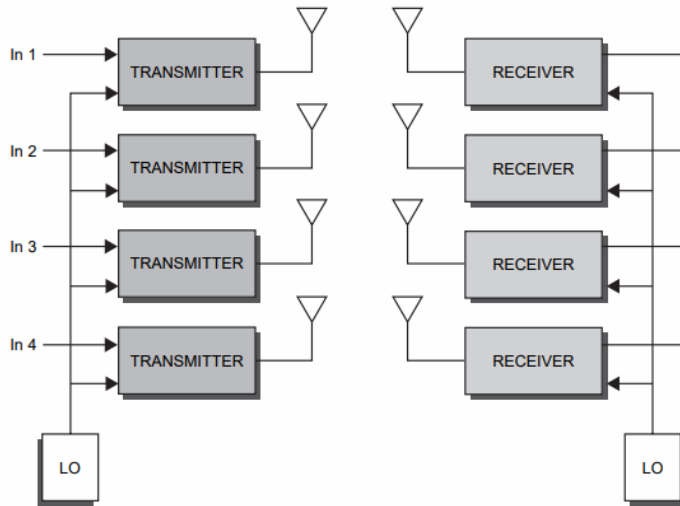 In 1
TRANSMITTER
RECEIVER
In 2
TRANSMITTER
RECEIVER
In 3
TRANSMITTER
RECEIVER
In 4
TRANSMITTER
RECEIVER
LO
LO